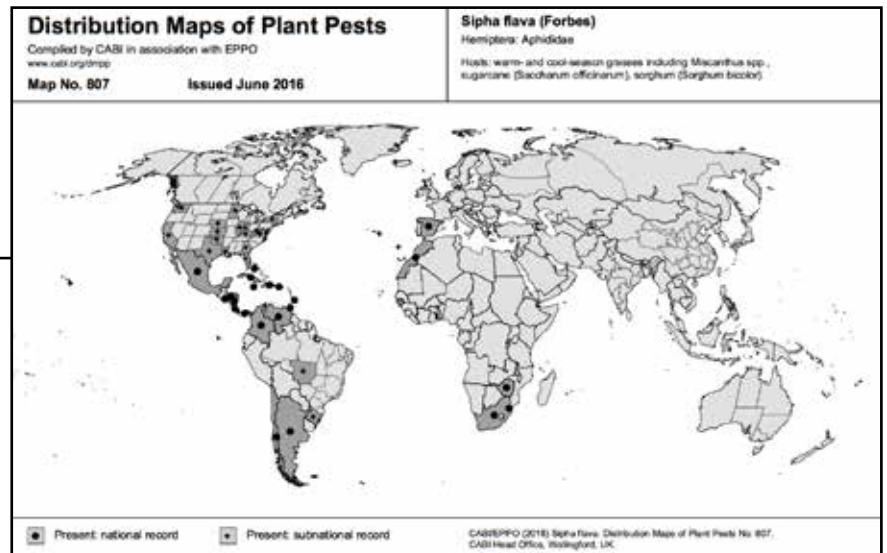 Distribution Maps of Plant Pests
Compiled by CABI in association with EPPO
www.cabi.org/dmpp
Map No. 807 Issued June 2016
Sipha flava (Forbes)
Hemiptera: Aphididae
Hosts: warm- and cool-season grasses including Miscanthus spp.,
sugarcane (Saccharum officinarum), sorghum (Sorghum bicolor)
Present: national record Present: subnational record
CABI/EPPO (2016) Sipha flava. Distribution Maps of Plant Pests No. 807.
CABI Head Office, Wallingford, UK.